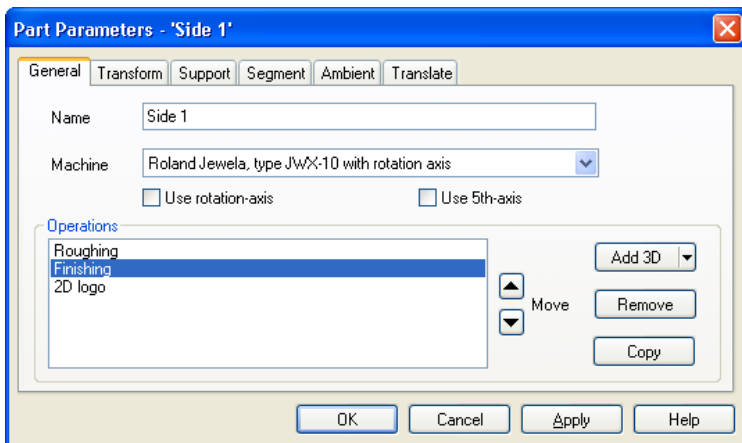 Part Parameters - 'Side 1'
General Transform Support Segment Ambient Translate
Name Side 1
Machine Roland Jewela, type JWX-10 with rotation axis
Use rotation-axis Use 5th-axis
Operations
Roughing
Finishing
2D logo
Move
Add 3D
Remove
Copy
OK Cancel Apply Help